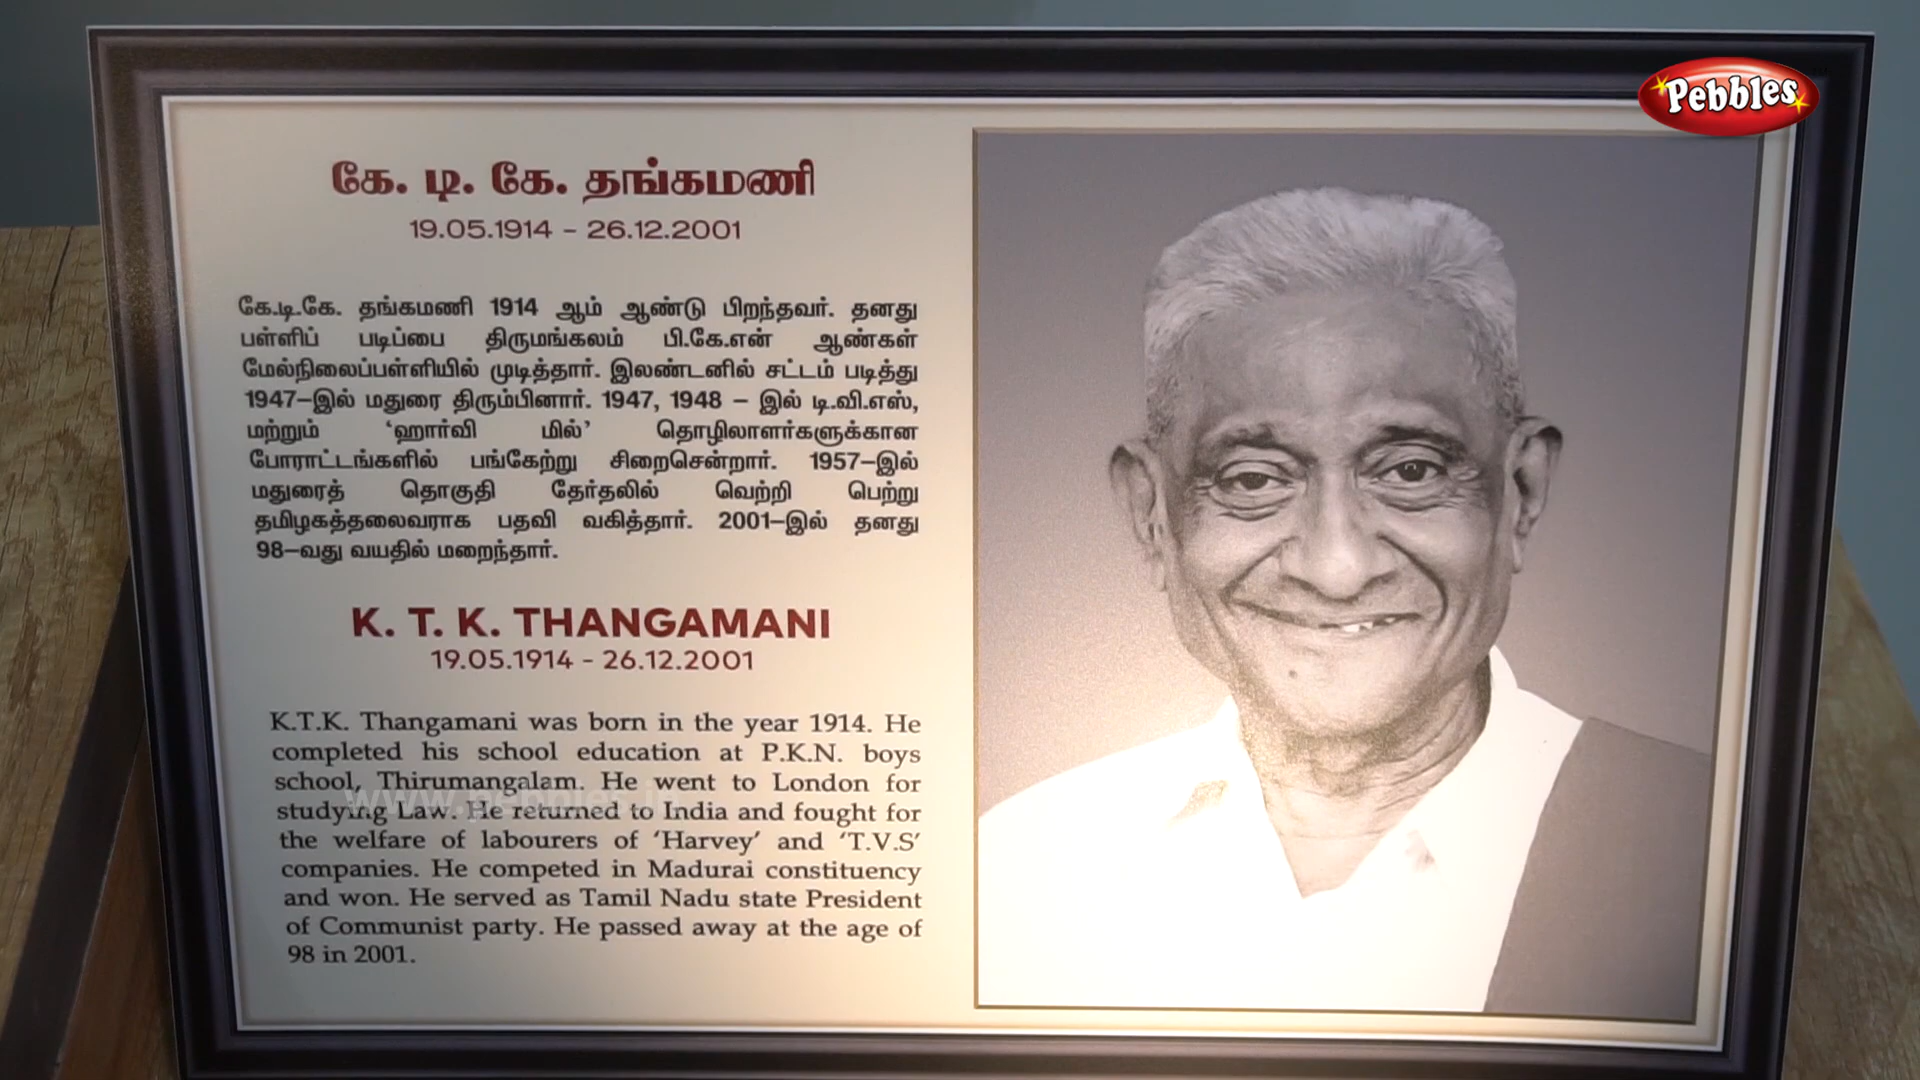 Pebbles
கே. டி. கே. தங்கமணி
19.05.1914 - 26.12.2001
கே.டி.கே. தங்கமணி 1914 ஆம் ஆண்டு பிறந்தவர். தனது
பள்ளிப் படிப்பை திருமங்கலம் பி.கே.என் ஆண்கள்
மேல்நிலைப்பள்ளியில் முடித்தார். இலண்டனில் சட்டம் படித்து
1947-இல் மதுரை திரும்பினார். 1947, 1948 - இல் டி.வி.எஸ்,
மற்றும் 'ஹார்வி மில்' தொழிலாளர்களுக்கான
போராட்டங்களில் பங்கேற்று சிறைசென்றார். 1957-இல்
மதுரைத் தொகுதி தேர்தலில் வெற்றி பெற்று
தமிழகத்தலைவராக பதவி வகித்தார். 2001-இல் தனது
98-வது வயதில் மறைந்தார்.
K. T. K. THANGAMANI
19.05.1914 - 26.12.2001
K.T.K. Thangamani was born in the year 1914. He
completed his school education at P.K.N. boys
school, Thirumangalam. He went to London for
studying Law. He returned to India and fought for
the welfare of labourers of 'Harvey' and 'T.V.S'
companies. He competed in Madurai constituency
and won. He served as Tamil Nadu state President
of Communist party. He passed away at the age of
98 in 2001.